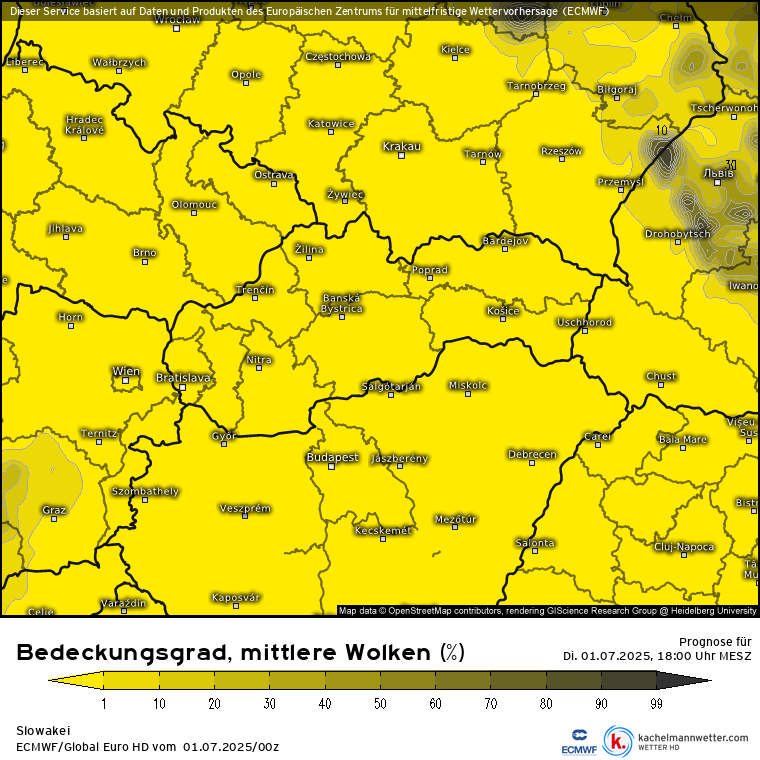 Dieser Service basiert auf Daten und Produkten des Europäischen Zentrums für mittelfristige Wettervorhersage (ECMWF)
Wrocław
Chełm
Kielce
Liberec
Wałbrzych
Częstochowa
Opole
Tarnobrzeg
Biłgoraj
Tscherwonoh
Hradec
Králové
Katowice
10
Krakau
Tarnów
Rzeszów
30
Ostrava
Львів
Żywiec
Przemyśl
Olomouc
Jihlava
Drohobytsch
Brno
Žilina
Bardejov
Poprad
Iwano
Trenčín
Banská
Bystrica
Horn
Košice
Uschhorod
Nitra
Wien
Bratislava
Salgótarján
Miskolc
Chust
Vișeu
Sus
Ternitz
Győr
Carei
Baia Mare
Budapest
Jászberény
Debrecen
Szombathely
Bistr
Graz
Veszprém
Mezőtúr
Kecskemét
Salonta
Cluj-Napoca
Tâ
Mu
Varaždin
Kaposvár
Celje
Map data © OpenStreetMap contributors, rendering GIScience Research Group @ Heidelberg University
Bedeckungsgrad, mittlere Wolken (%)
Prognose für
Di. 01.07.2025, 18:00 Uhr MESZ
1 10 20 30 40 50 60 70 80 90 99
Slowakei
ECMWF/Global Euro HD vom 01.07.2025/00z
ECMWF
k.
kachelmannwetter.com
WETTER HD